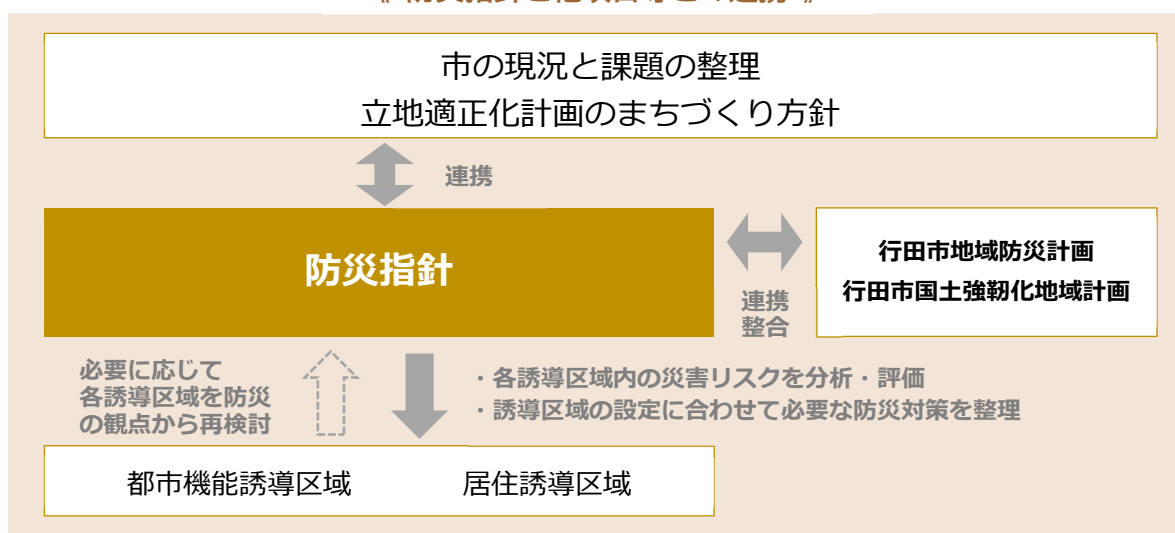 市の現況と課題の整理
立地適正化計画のまちづくり方針
連携
防災指針
連携
整合
行田市地域防災計画
行田市国土強靭化地域計画
必要に応じて
各誘導区域を防災
の観点から再検討
・各誘導区域内の災害リスクを分析・評価
・誘導区域の設定に合わせて必要な防災対策を整理
都市機能誘導区域
居住誘導区域